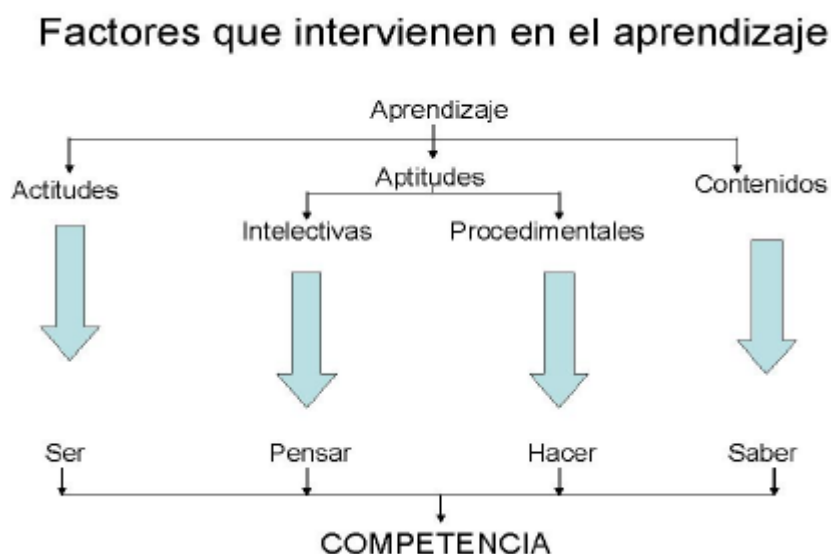 Factores que intervienen en el aprendizaje
Aprendizaje
Actitudes
Aptitudes
Contenidos
Intelectivas
Procedimentales
Ser
Pensar
Hacer
Saber
COMPETENCIA